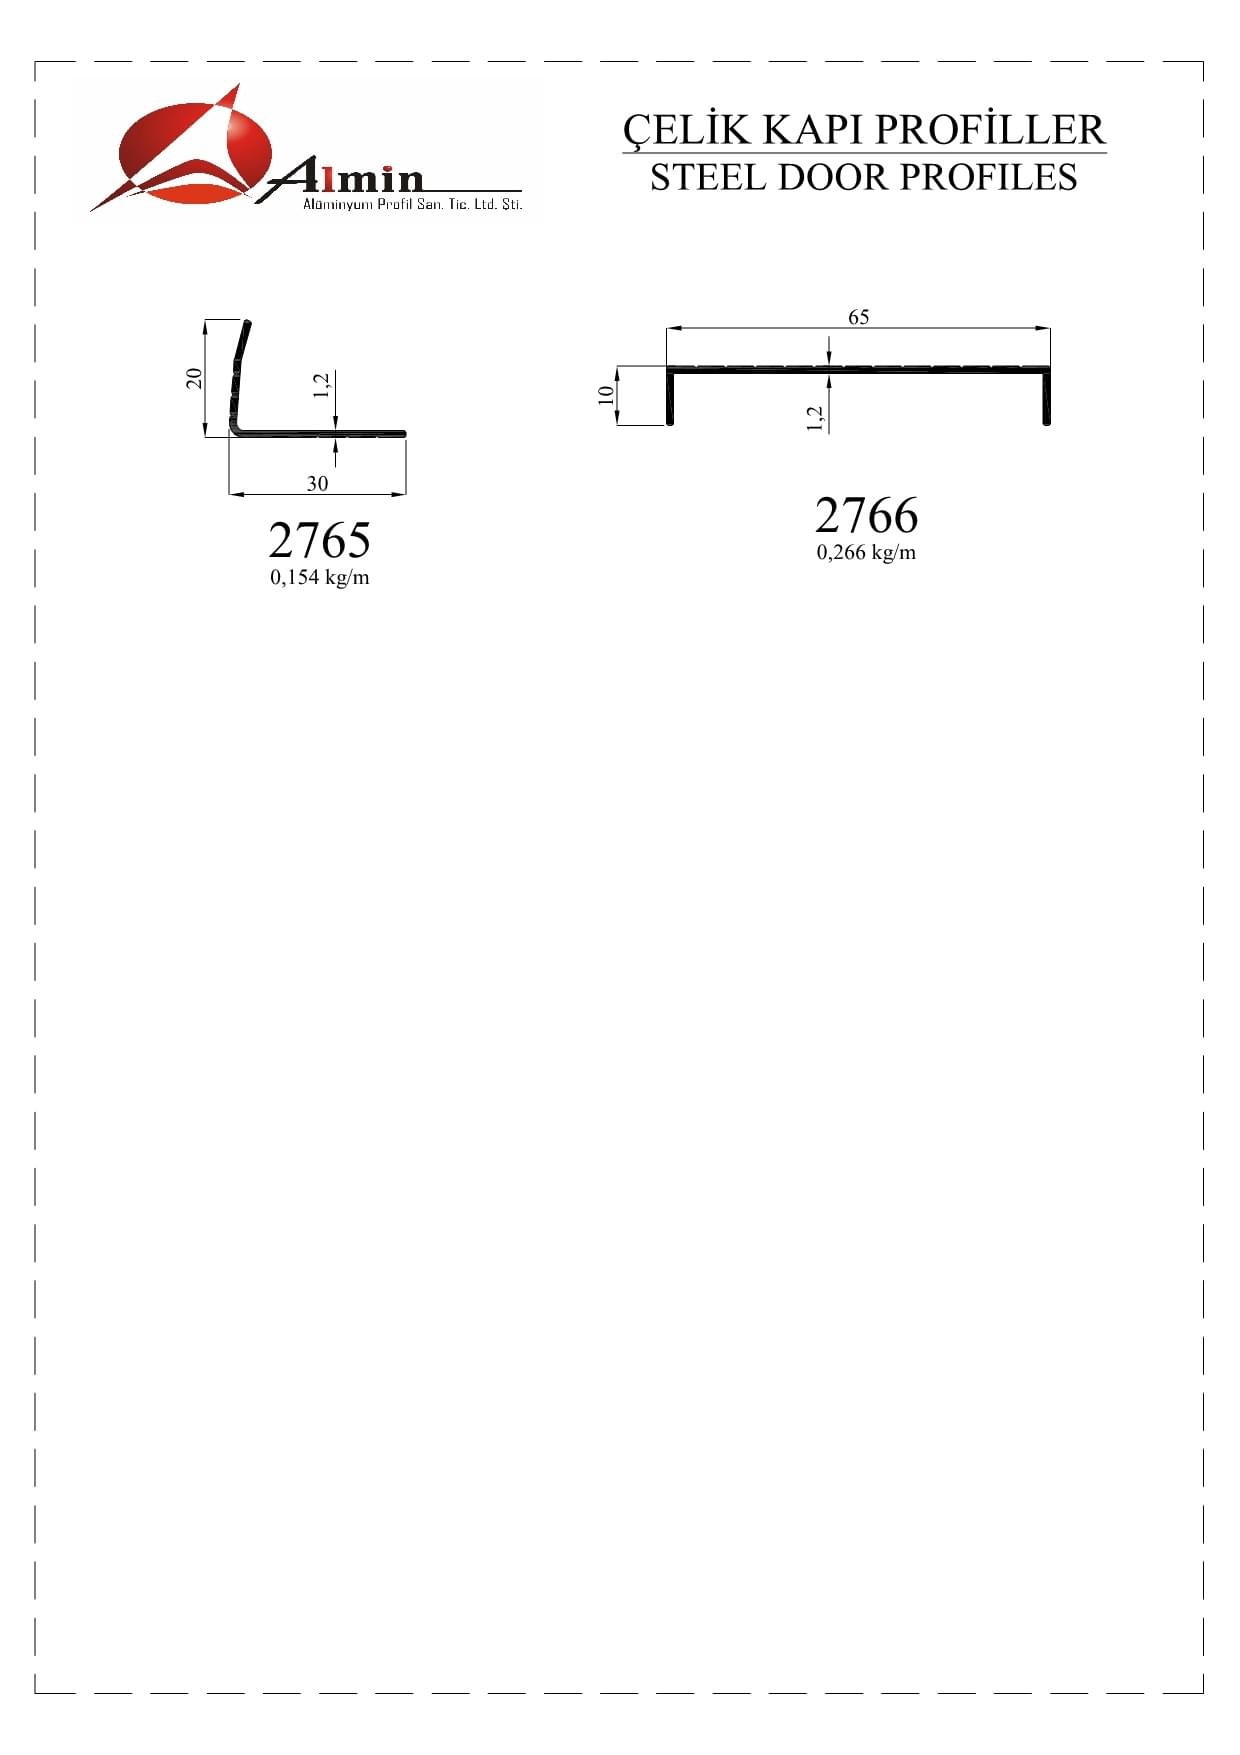 Almin
Alüminyum Profil San. Tic. Ltd. Şti.
ÇELİK KAPI PROFİLLER
STEEL DOOR PROFILES
20
1,2
30
2765
0,154 kg/m
65
10
1,2
2766
0,266 kg/m